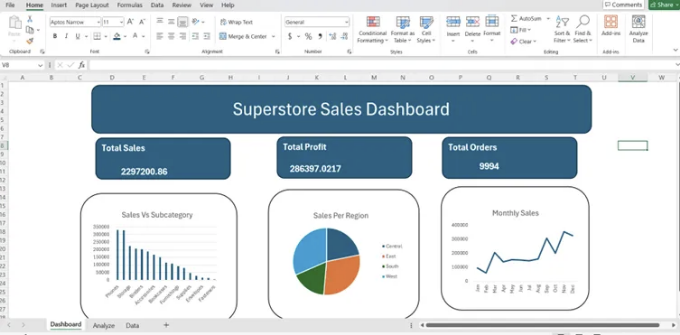 File Home Insert Page Layout Formulas Data Review View Help
Comments Share
Paste
Aptos Narrow 11
Wrap Text
General
AutoSum
Fill
Clear
B I U
Merge & Center
Conditional Formatting Format as Table Cell Styles
Insert Delete Format
Sort & Filter Find & Select
Add-ins Analyze Data
Clipboard Font Alignment Number Styles Cells Editing Add-ins
V8 fx
A B C D E F G H I J K L M N O P Q R S T U V W
Superstore Sales Dashboard
Total Sales
2297200.86
Total Profit
286397.0217
Total Orders
9994
Sales Vs Subcategory
350000
300000
250000
200000
150000
100000
50000
0
Phones Storage Binders Accessories Bookcases Furnishings Supplies Envelopes Fasteners
Sales Per Region
Central
East
South
West
Monthly Sales
400000
300000
200000
100000
0
Jan Feb Mar Apr May Jun Jul Aug Sep Oct Nov Dec
Dashboard Analyze Data